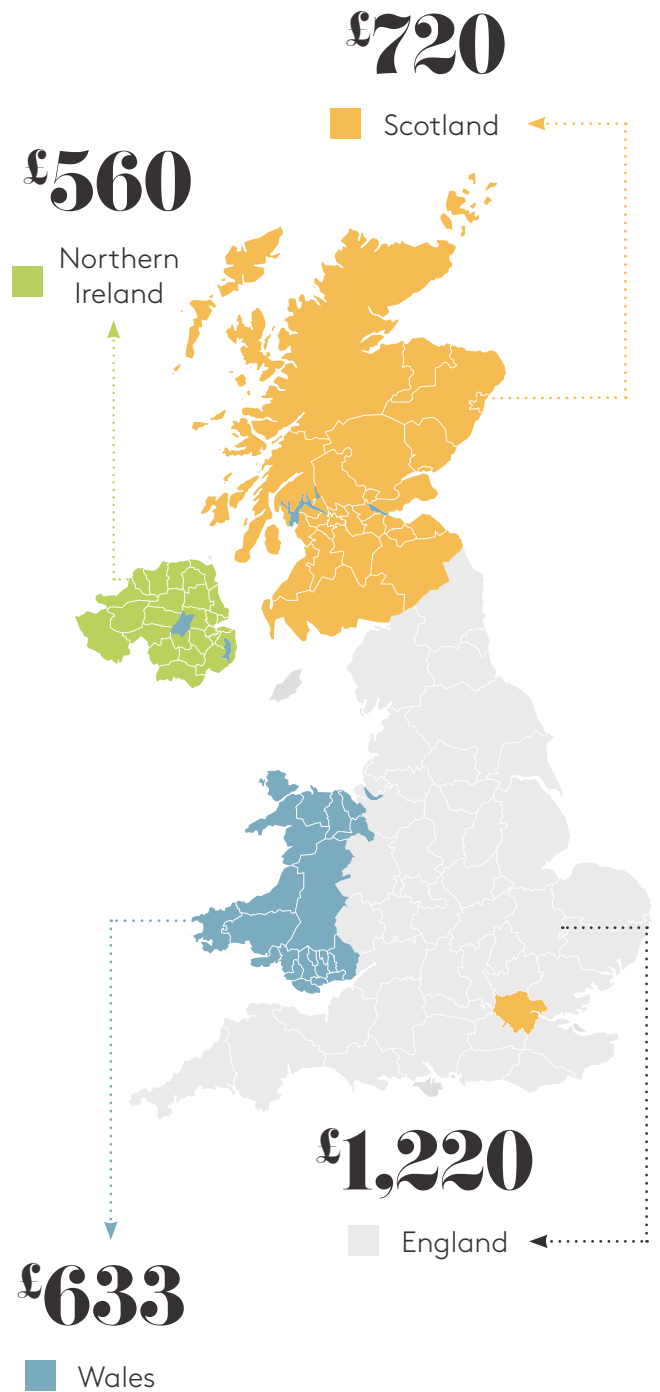 £720
Scotland
£560
Northern
Ireland
£1,220
England
£633
Wales